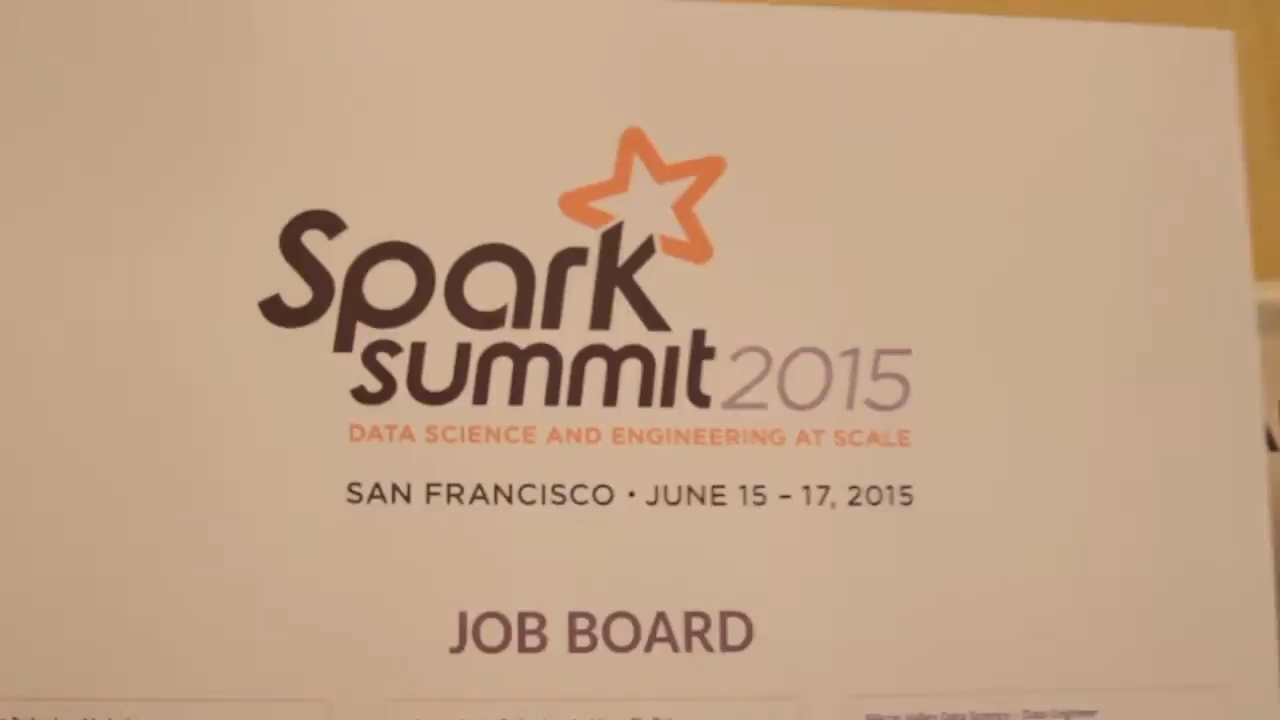 Spark
summit 2015
DATA SCIENCE AND ENGINEERING AT SCALE
SAN FRANCISCO • JUNE 15 – 17, 2015
JOB BOARD